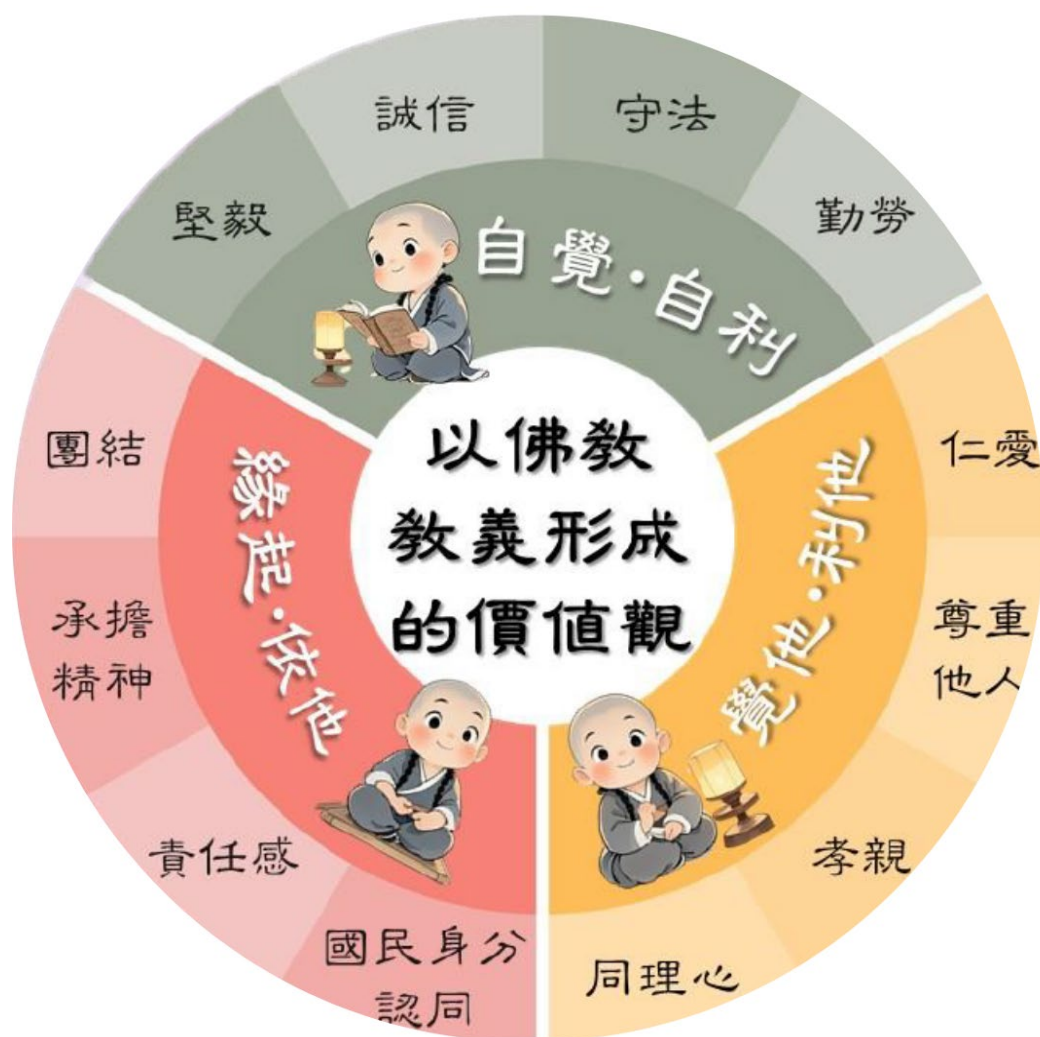 以佛教
教義形成
的價值觀
自覺·自利
堅毅
誠信
守法
勤勞
覺他·利他
仁愛
尊重
他人
孝親
同理心
緣起·依他
國民身分
認同
責任感
承擔
精神
團結